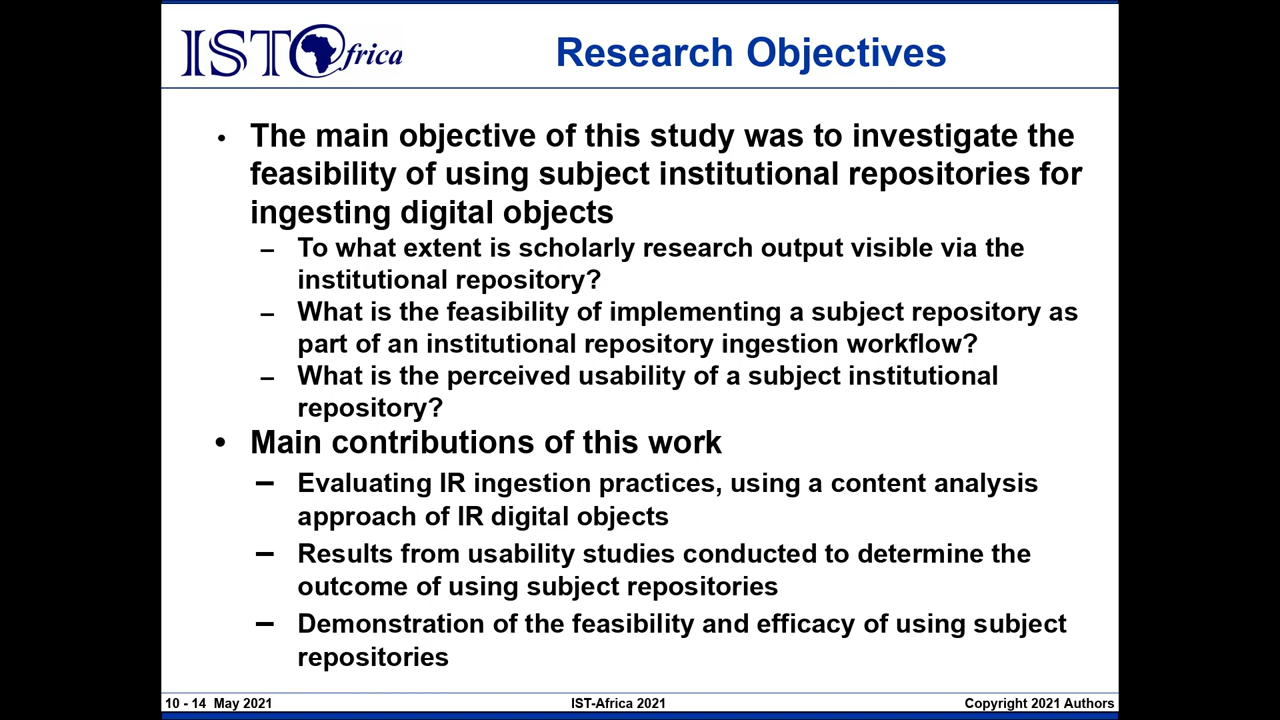 IST Africa
Research Objectives
• The main objective of this study was to investigate the
feasibility of using subject institutional repositories for
ingesting digital objects
– To what extent is scholarly research output visible via the
institutional repository?
– What is the feasibility of implementing a subject repository as
part of an institutional repository ingestion workflow?
– What is the perceived usability of a subject institutional
repository?
• Main contributions of this work
– Evaluating IR ingestion practices, using a content analysis
approach of IR digital objects
– Results from usability studies conducted to determine the
outcome of using subject repositories
– Demonstration of the feasibility and efficacy of using subject
repositories
10 - 14 May 2021
IST-Africa 2021
Copyright 2021 Authors